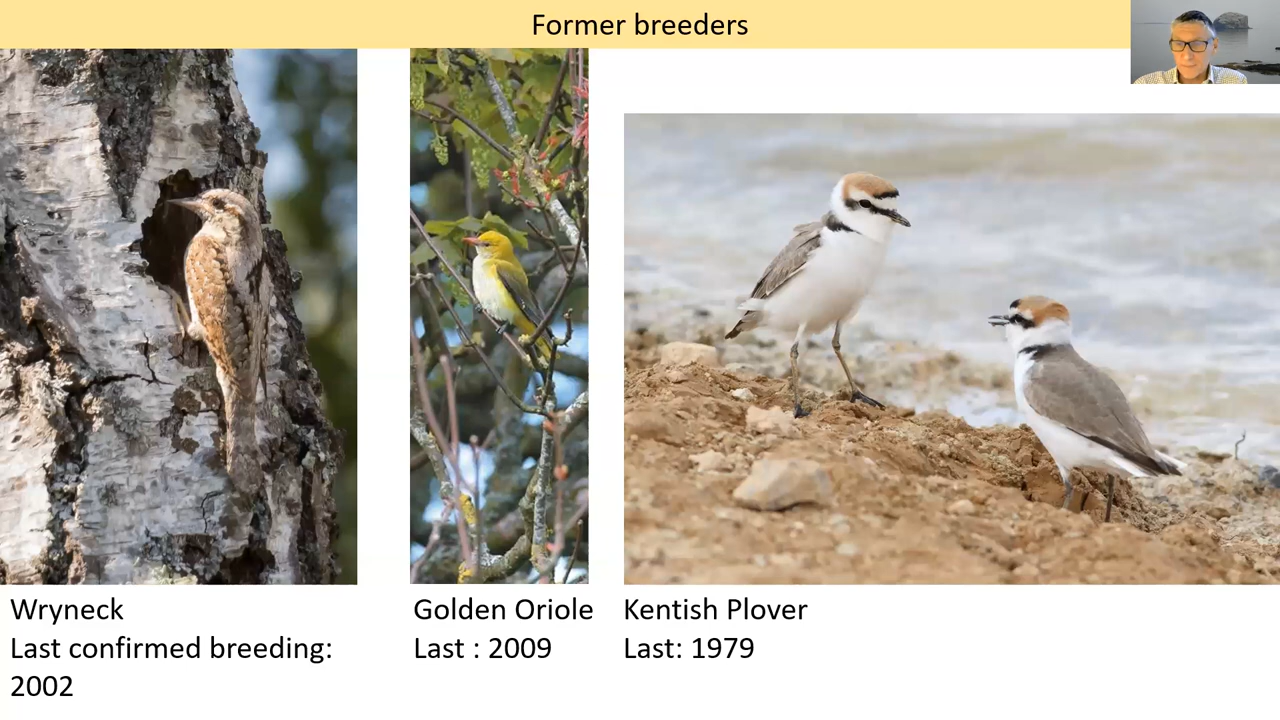 Former breeders
Wryneck
Last confirmed breeding:
2002
Golden Oriole
Last : 2009
Kentish Plover
Last: 1979